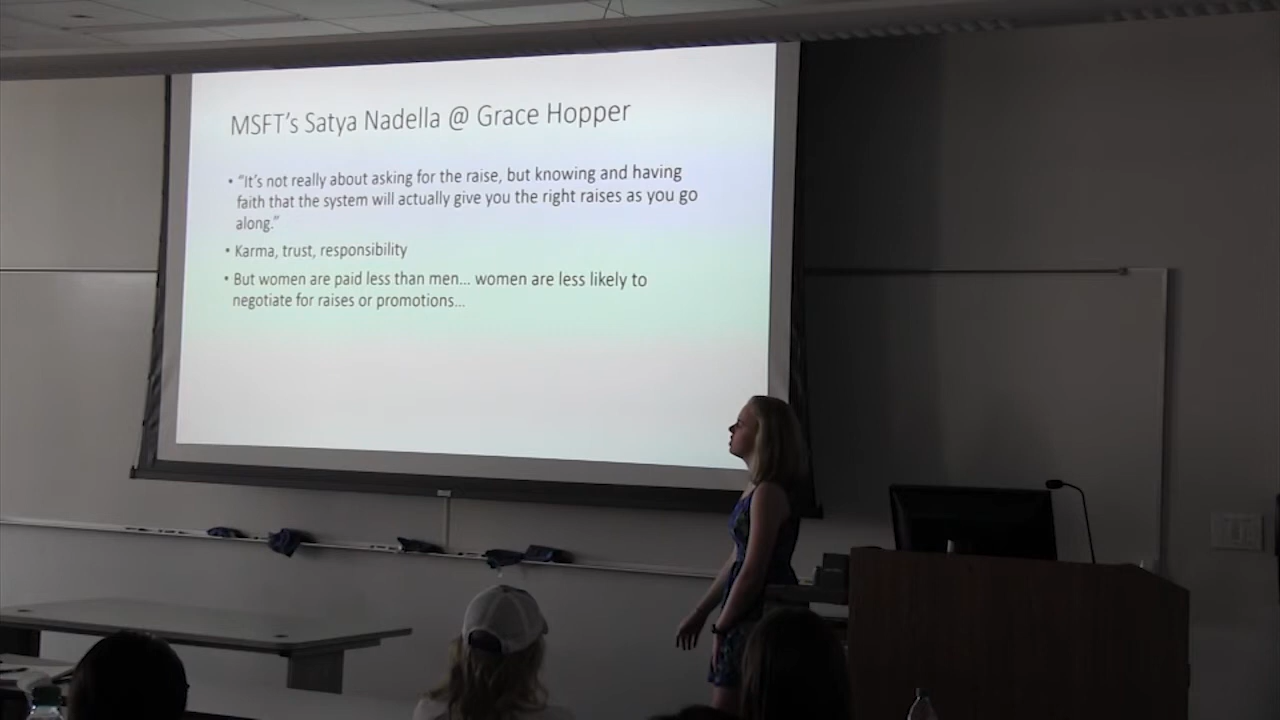 MSFT's Satya Nadella @ Grace Hopper
• "It's not really about asking for the raise, but knowing and having
faith that the system will actually give you the right raises as you go
along."
• Karma, trust, responsibility
• But women are paid less than men... women are less likely to
negotiate for raises or promotions...